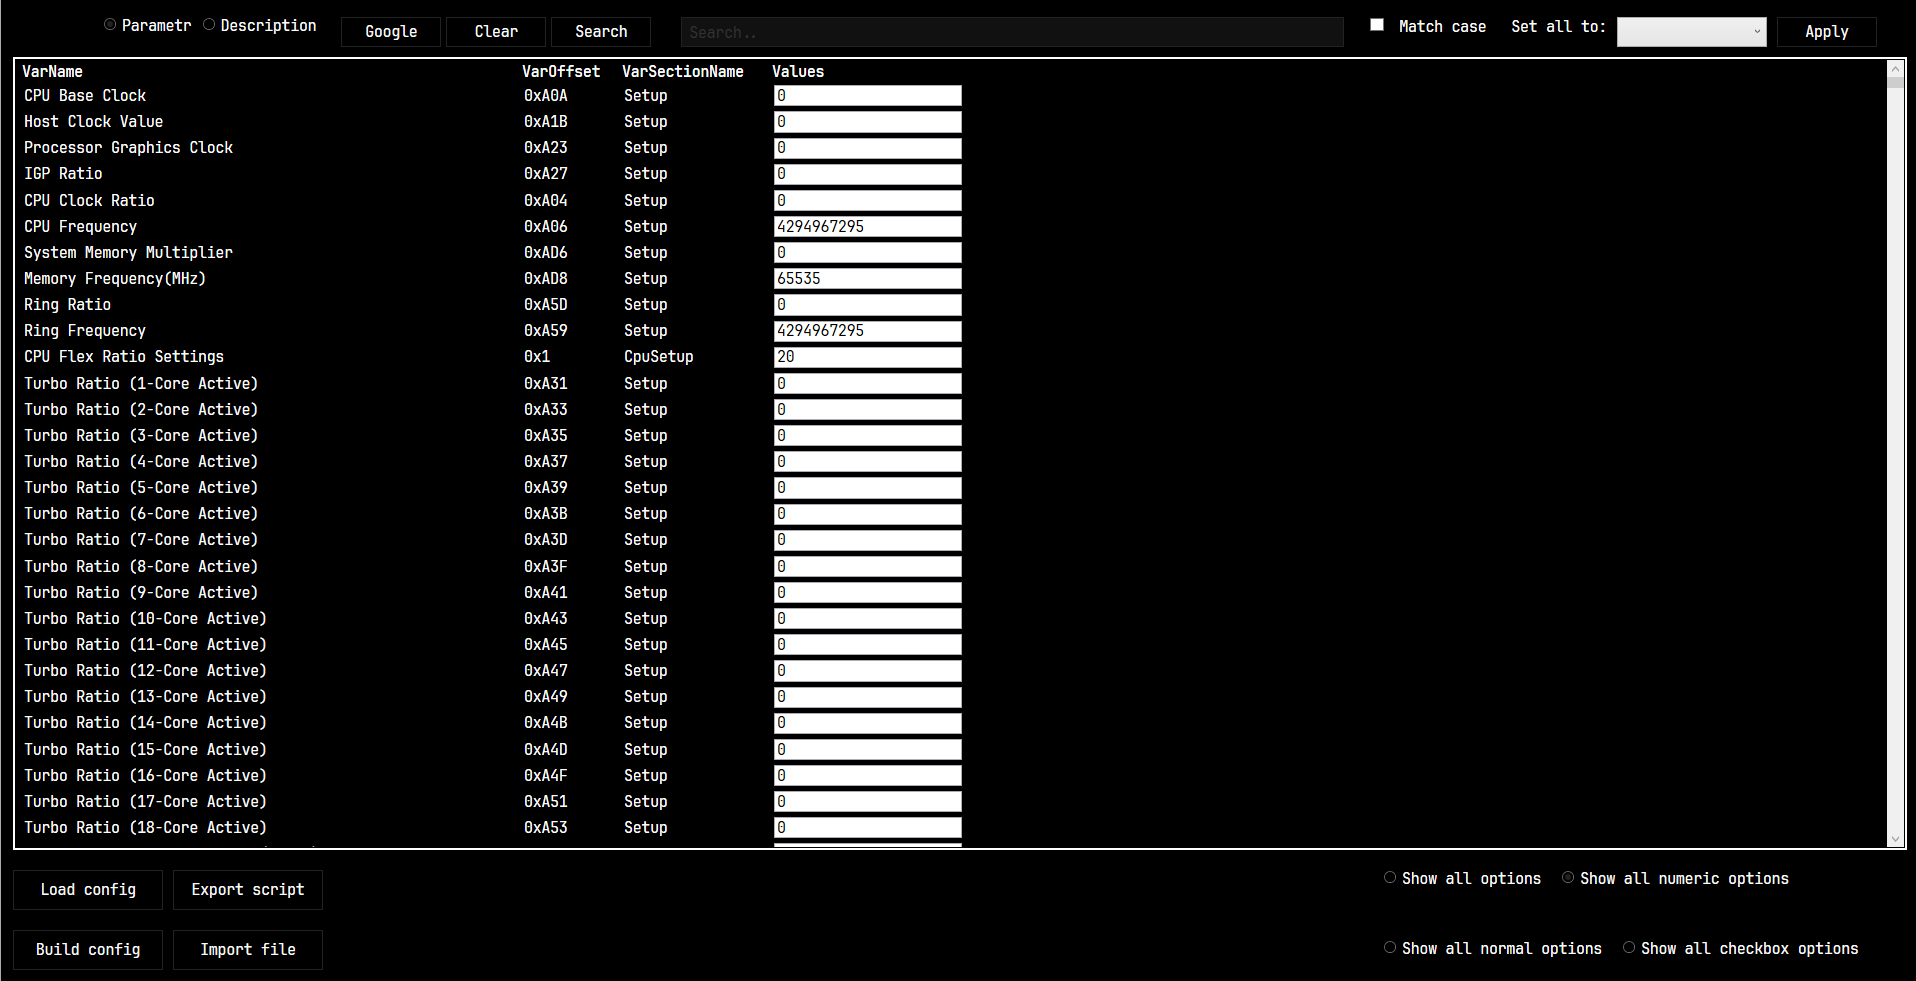 Parametr Description Google Clear Search Search.. Match case Set all to: Apply
VarName VarOffset VarSectionName Values
CPU Base Clock 0xA0A Setup 0
Host Clock Value 0xA1B Setup 0
Processor Graphics Clock 0xA23 Setup 0
IGP Ratio 0xA27 Setup 0
CPU Clock Ratio 0xA04 Setup 0
CPU Frequency 0xA06 Setup 4294967295
System Memory Multiplier 0xAD6 Setup 0
Memory Frequency(MHz) 0xAD8 Setup 65535
Ring Ratio 0xA5D Setup 0
Ring Frequency 0xA59 Setup 4294967295
CPU Flex Ratio Settings 0x1 CpuSetup 20
Turbo Ratio (1-Core Active) 0xA31 Setup 0
Turbo Ratio (2-Core Active) 0xA33 Setup 0
Turbo Ratio (3-Core Active) 0xA35 Setup 0
Turbo Ratio (4-Core Active) 0xA37 Setup 0
Turbo Ratio (5-Core Active) 0xA39 Setup 0
Turbo Ratio (6-Core Active) 0xA3B Setup 0
Turbo Ratio (7-Core Active) 0xA3D Setup 0
Turbo Ratio (8-Core Active) 0xA3F Setup 0
Turbo Ratio (9-Core Active) 0xA41 Setup 0
Turbo Ratio (10-Core Active) 0xA43 Setup 0
Turbo Ratio (11-Core Active) 0xA45 Setup 0
Turbo Ratio (12-Core Active) 0xA47 Setup 0
Turbo Ratio (13-Core Active) 0xA49 Setup 0
Turbo Ratio (14-Core Active) 0xA4B Setup 0
Turbo Ratio (15-Core Active) 0xA4D Setup 0
Turbo Ratio (16-Core Active) 0xA4F Setup 0
Turbo Ratio (17-Core Active) 0xA51 Setup 0
Turbo Ratio (18-Core Active) 0xA53 Setup 0
Load config Export script Show all options Show all numeric options
Build config Import file Show all normal options Show all checkbox options